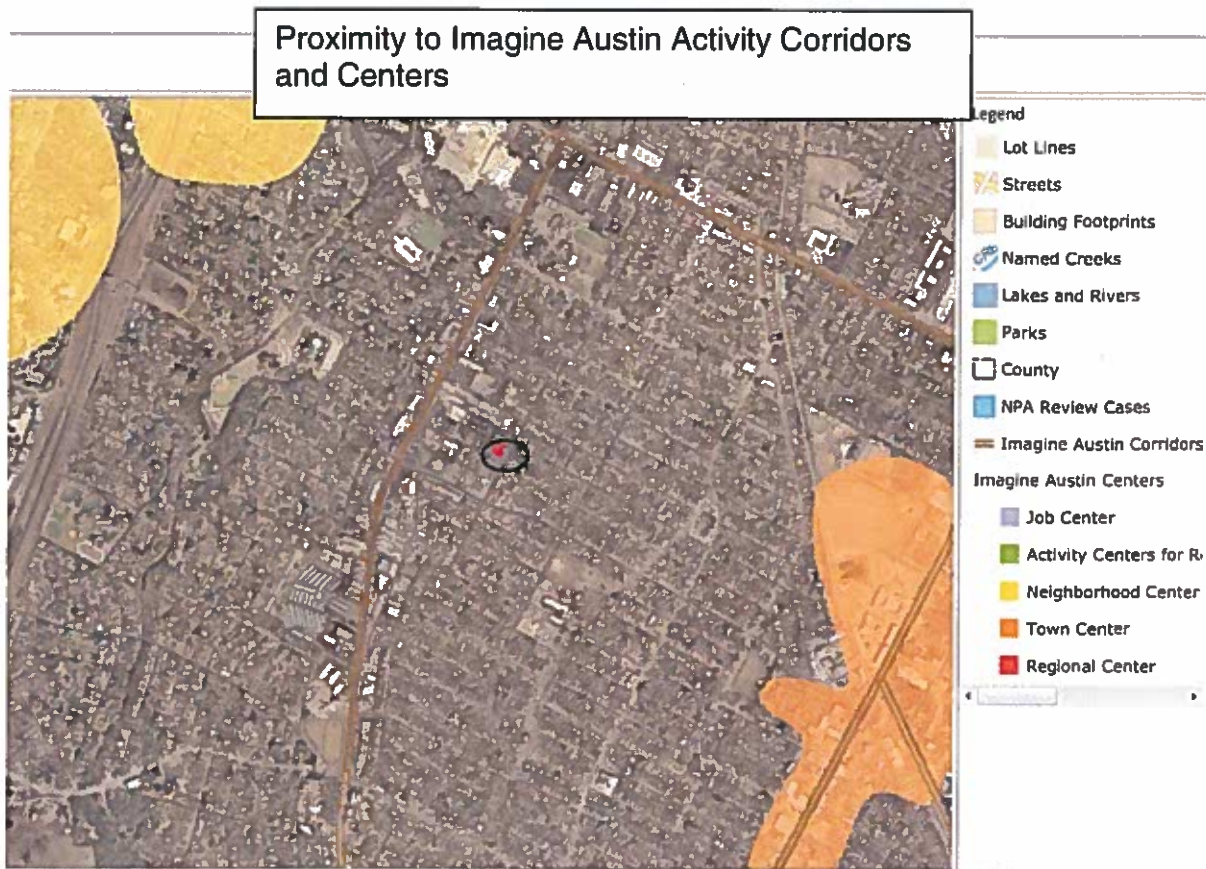 Proximity to Imagine Austin Activity Corridors
and Centers
Legend
Lot Lines
Streets
Building Footprints
Named Creeks
Lakes and Rivers
Parks
County
NPA Review Cases
Imagine Austin Corridors
Imagine Austin Centers
Job Center
Activity Centers for R
Neighborhood Center
Town Center
Regional Center